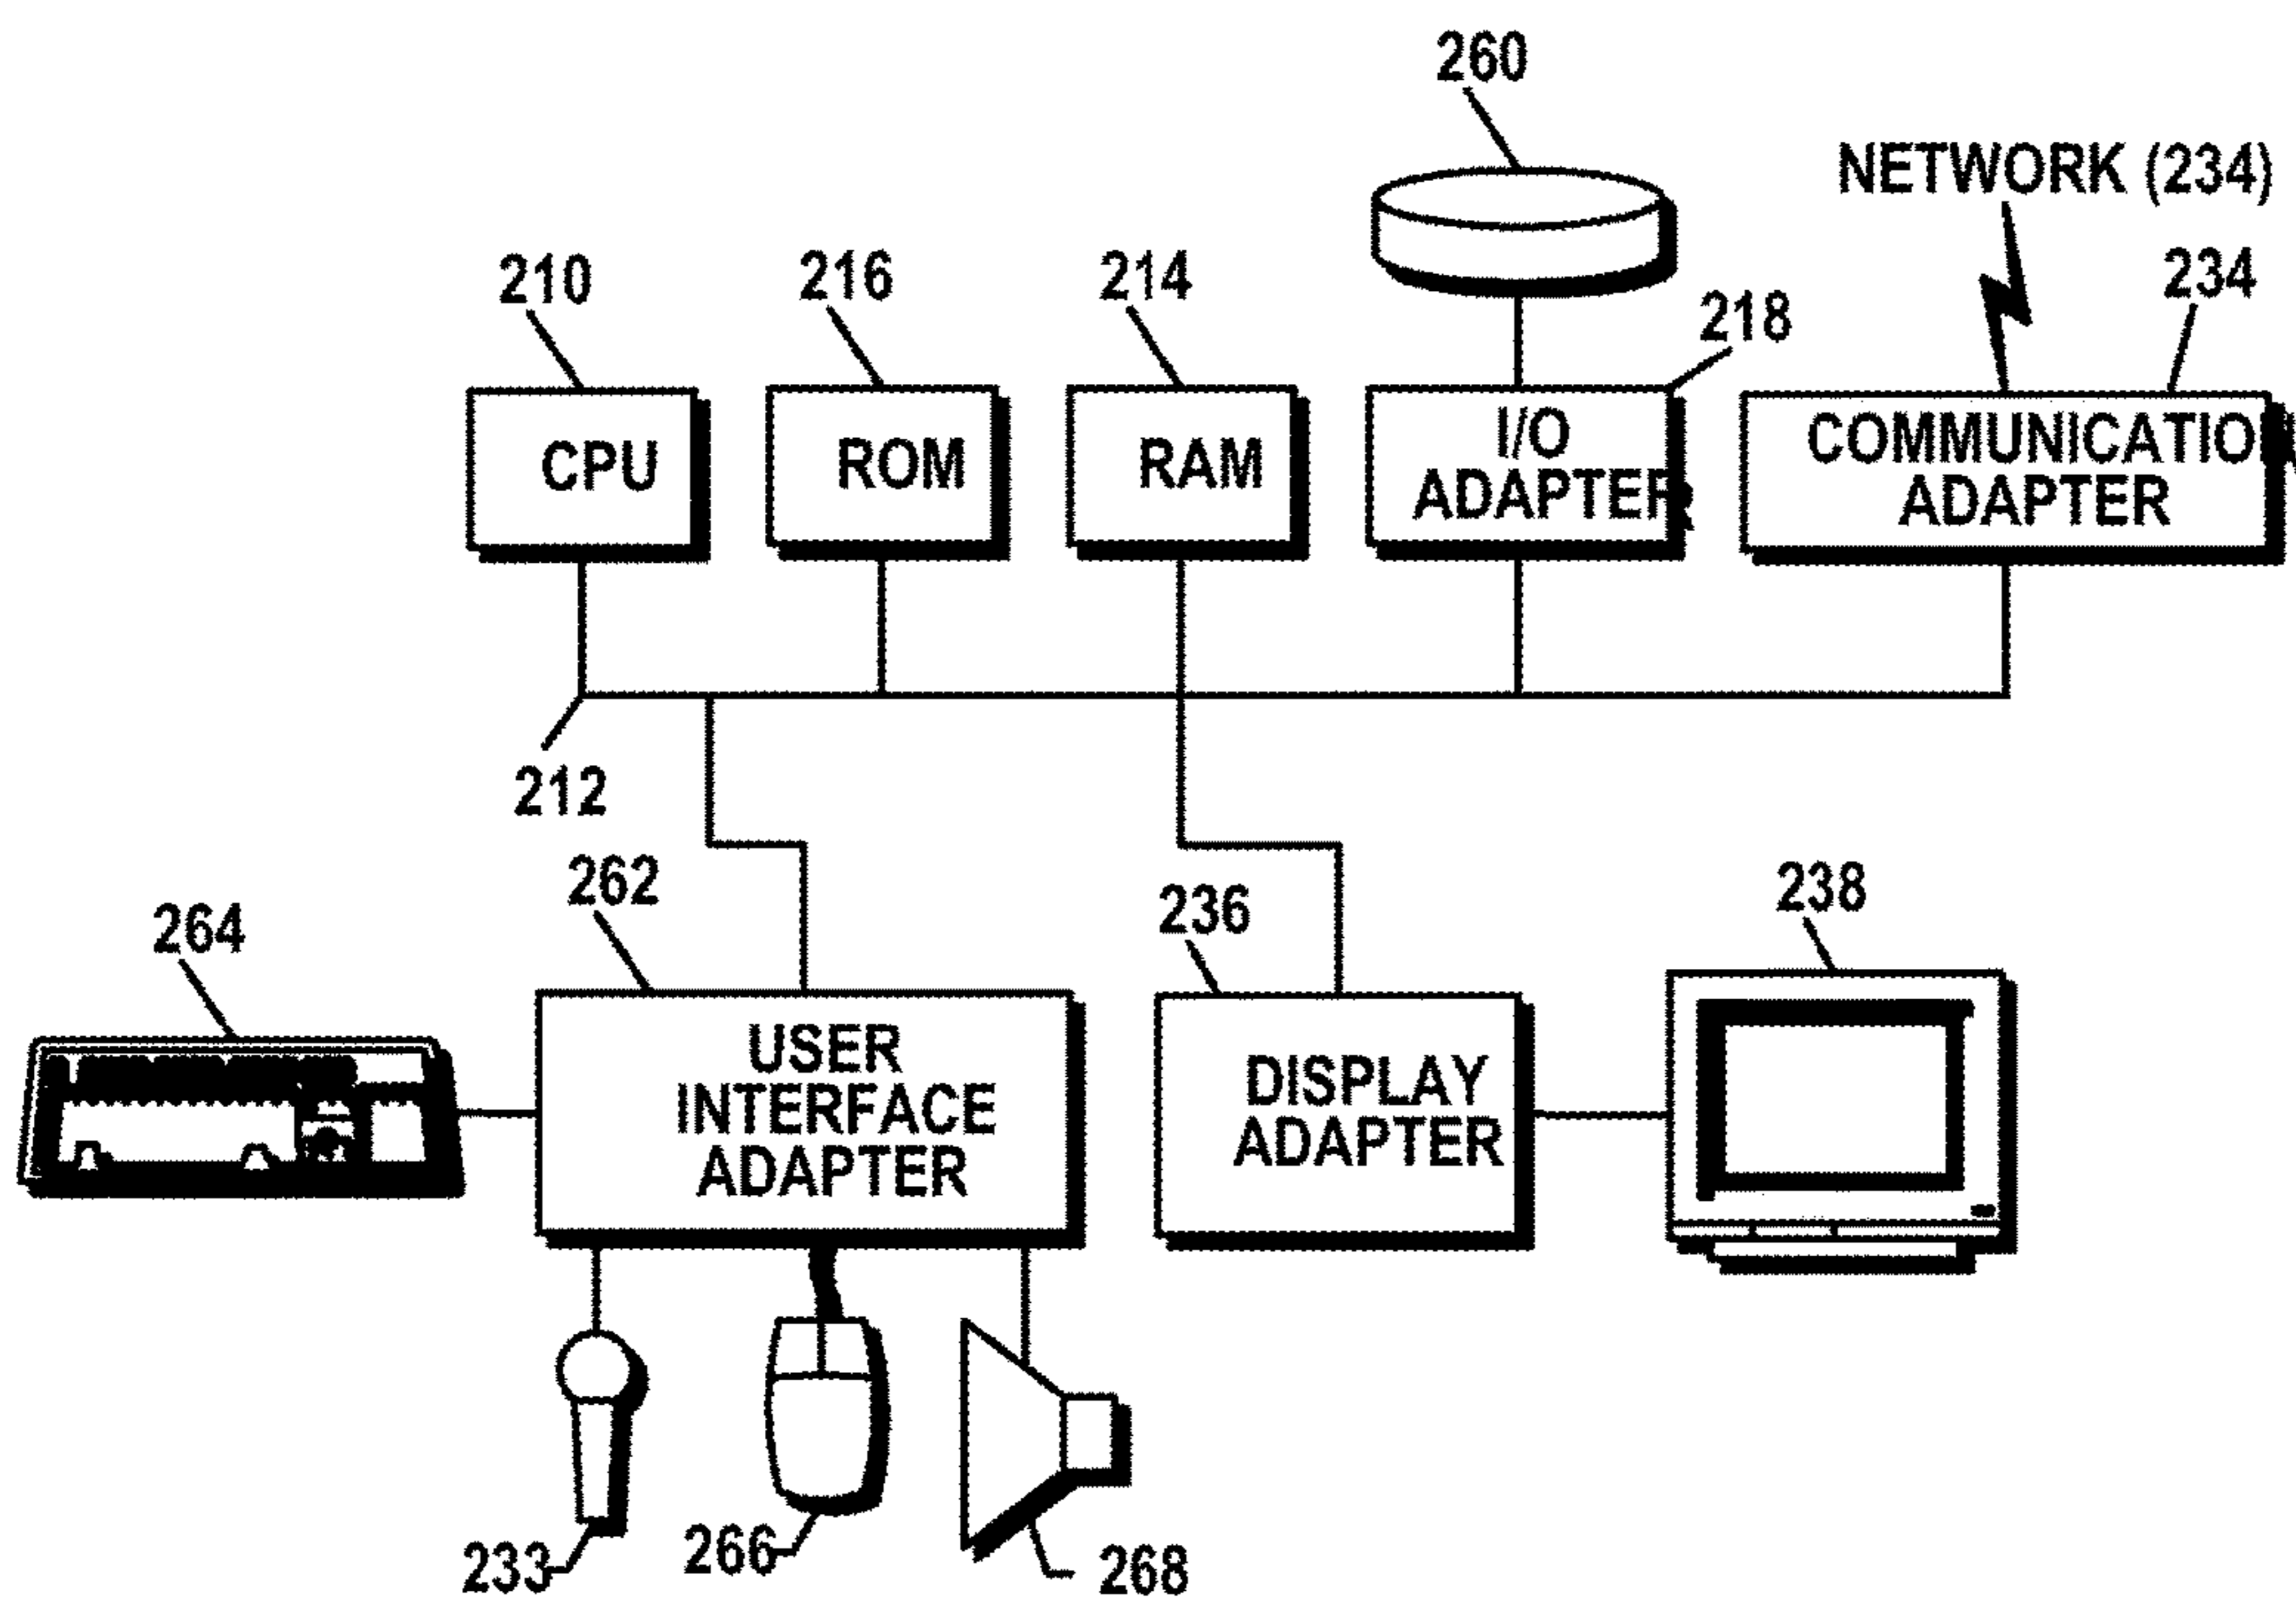 260
NETWORK (234)
210
216
214
234
218
CPU
ROM
RAM
I/O
ADAPTER
COMMUNICATION
ADAPTER
212
262
264
236
238
USER
INTERFACE
ADAPTER
DISPLAY
ADAPTER
233
266
268